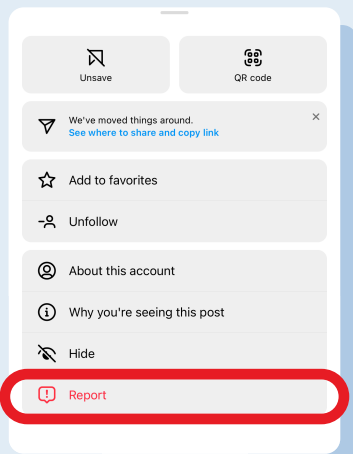 Unsave
QR code
We've moved things around.
See where to share and copy link
Add to favorites
Unfollow
About this account
Why you're seeing this post
Hide
Report